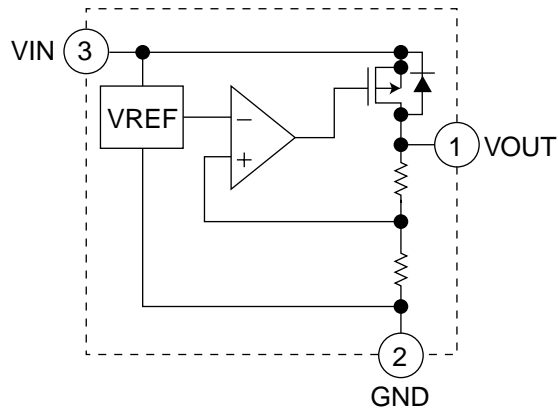 VIN 3
VREF
−
+
1 VOUT
2
GND